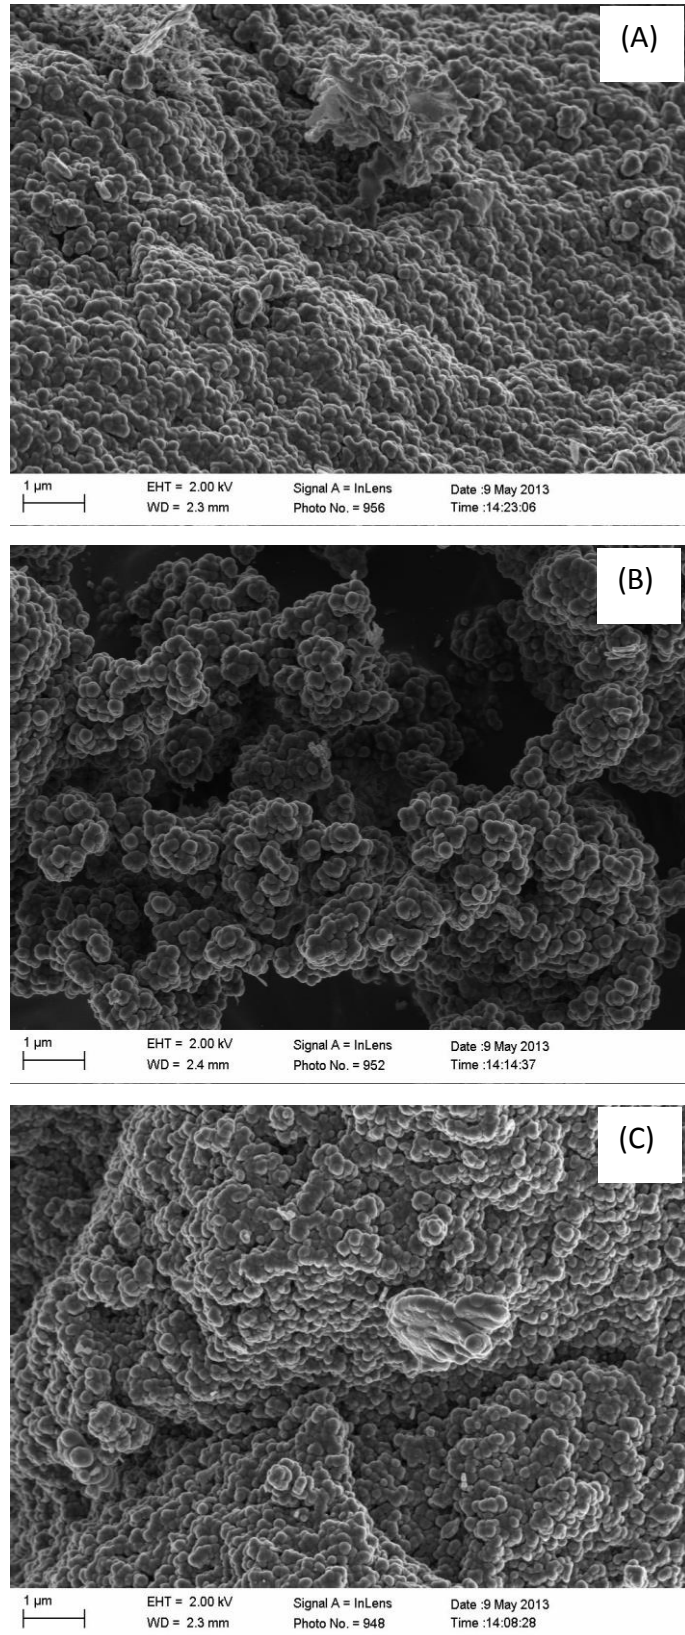 (A)
1 µm EHT = 2.00 kV Signal A = InLens Date :9 May 2013
WD = 2.3 mm Photo No. = 956 Time :14:23:06
(B)
1 µm EHT = 2.00 kV Signal A = InLens Date :9 May 2013
WD = 2.4 mm Photo No. = 952 Time :14:14:37
(C)
1 µm EHT = 2.00 kV Signal A = InLens Date :9 May 2013
WD = 2.3 mm Photo No. = 948 Time :14:08:28